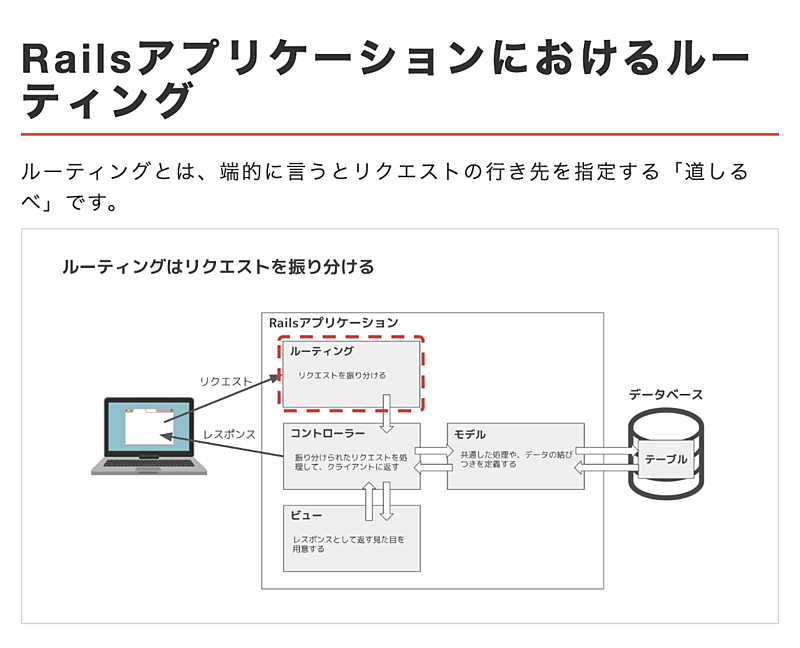 Railsアプリケーションにおけるルー
ティング
ルーティングとは、端的に言うとリクエストの行き先を指定する「道しる
べ」です。
ルーティングはリクエストを振り分ける
Railsアプリケーション
ルーティング
リクエストを振り分ける
リクエスト
レスポンス
コントローラー
振り分けられたリクエストを処
理して、クライアントに返す
モデル
共通した処理や、データの結び
つきを定義する
データベース
テーブル
ビュー
レスポンスとして返す見た目を
用意する